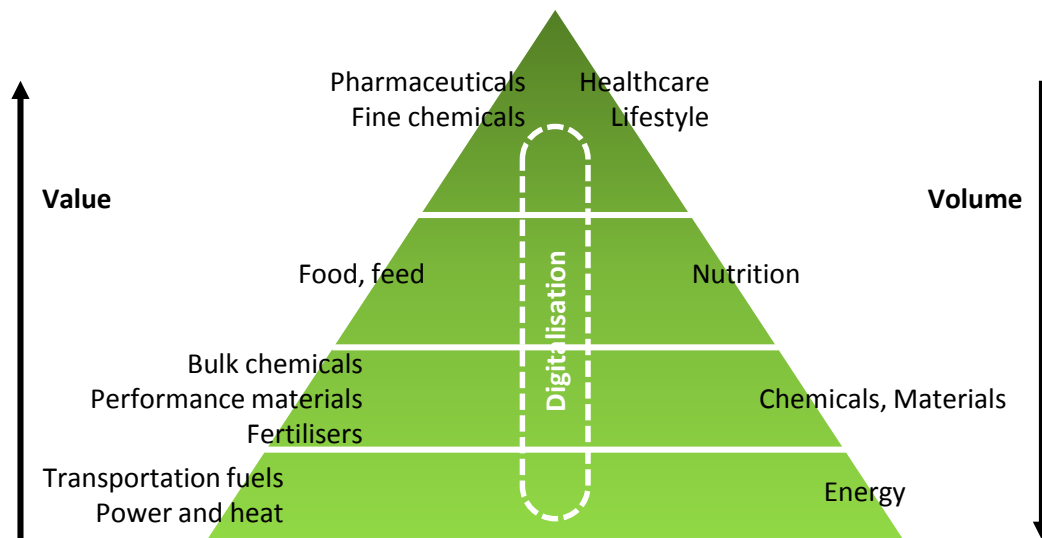 Pharmaceuticals
Fine chemicals
Healthcare
Lifestyle
Value
Volume
Food, feed
Digitalisation
Nutrition
Bulk chemicals
Performance materials
Fertilisers
Chemicals, Materials
Transportation fuels
Power and heat
Energy